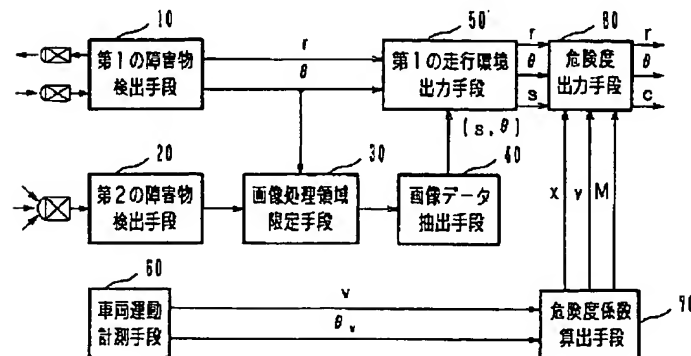 10
50'
80
第1の障害物
検出手段
r
θ
第1の走行環境
出力手段
r
θ
s
危険度
出力手段
r
θ
c
[s,θ]
20
30
40
第2の障害物
検出手段
画像処理領域
限定手段
画像データ
抽出手段
x
y
M
60
車両運動
計測手段
v
θv
危険度係数
算出手段
90